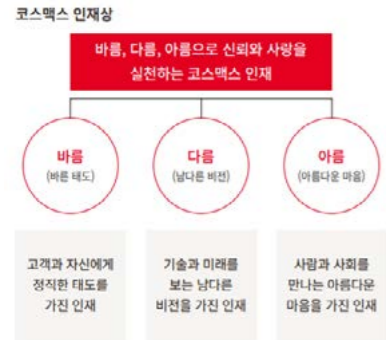 코스맥스 인재상
바름, 다름, 아름으로 신뢰와 사랑을
실천하는 코스맥스 인재
바름
(바른 태도)
다름
(남다른 비전)
아름
(아름다운 마음)
고객과 자신에게
정직한 태도를
가진 인재
기술과 미래를
보는 남다른
비전을 가진 인재
사람과 사회를
만나는 아름다운
마음을 가진 인재